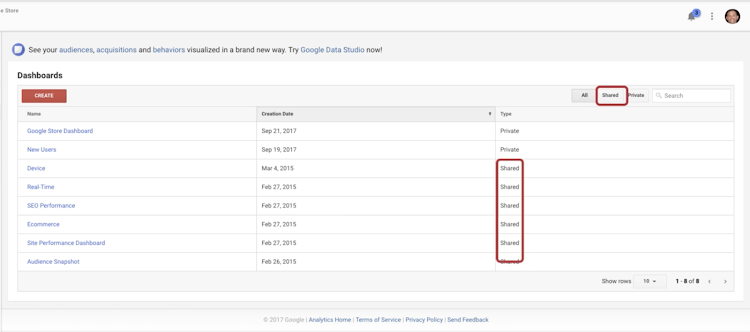 e Store
8
See your audiences, acquisitions and behaviors visualized in a brand new way. Try Google Data Studio now!
Dashboards
CREATE
All Shared Private Search
Name Creation Date Type
Google Store Dashboard Sep 21, 2017 Private
New Users Sep 19, 2017 Private
Device Mar 4, 2015 Shared
Real-Time Feb 27, 2015 Shared
SEO Performance Feb 27, 2015 Shared
Ecommerce Feb 27, 2015 Shared
Site Performance Dashboard Feb 27, 2015 Shared
Audience Snapshot Feb 26, 2015 Shared
Show rows 10 1 - 8 of 8
© 2017 Google | Analytics Home | Terms of Service | Privacy Policy | Send Feedback